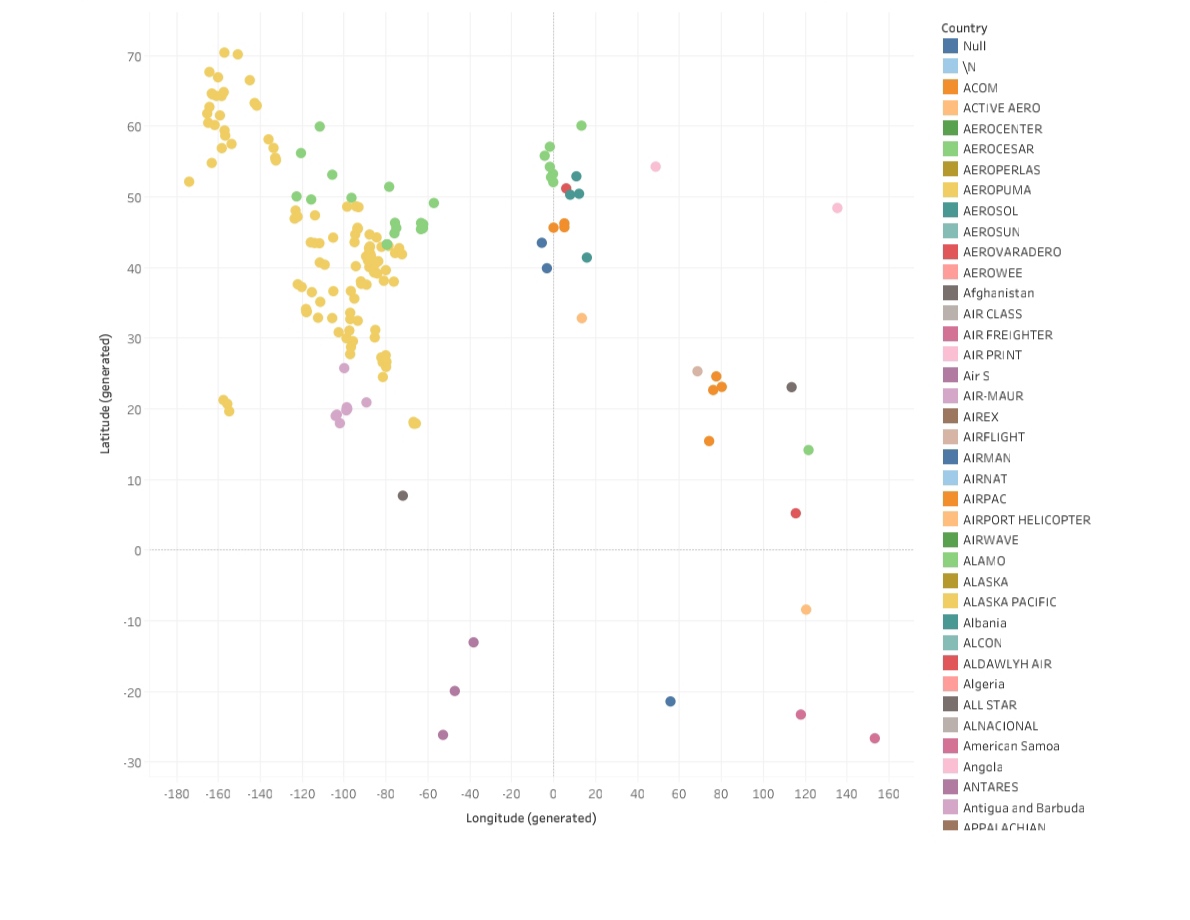 Country
Null
\N
ACOM
ACTIVE AERO
AEROCENTER
AEROCESAR
AEROPERLAS
AEROPUMA
AEROSOL
AEROSUN
AEROVARADERO
AEROWEE
Afghanistan
AIR CLASS
AIR FREIGHTER
AIR PRINT
Air S
AIR-MAUR
AIREX
AIRFLIGHT
AIRMAN
AIRNAT
AIRPAC
AIRPORT HELICOPTER
AIRWAVE
ALAMO
ALASKA
ALASKA PACIFIC
Albania
ALCON
ALDAWLYH AIR
Algeria
ALL STAR
ALNACIONAL
American Samoa
Angola
ANTARES
Antigua and Barbuda
APPALACHIAN
Latitude (generated)
70
60
50
40
30
20
10
0
-10
-20
-30
-180 -160 -140 -120 -100 -80 -60 -40 -20 0 20 40 60 80 100 120 140 160
Longitude (generated)